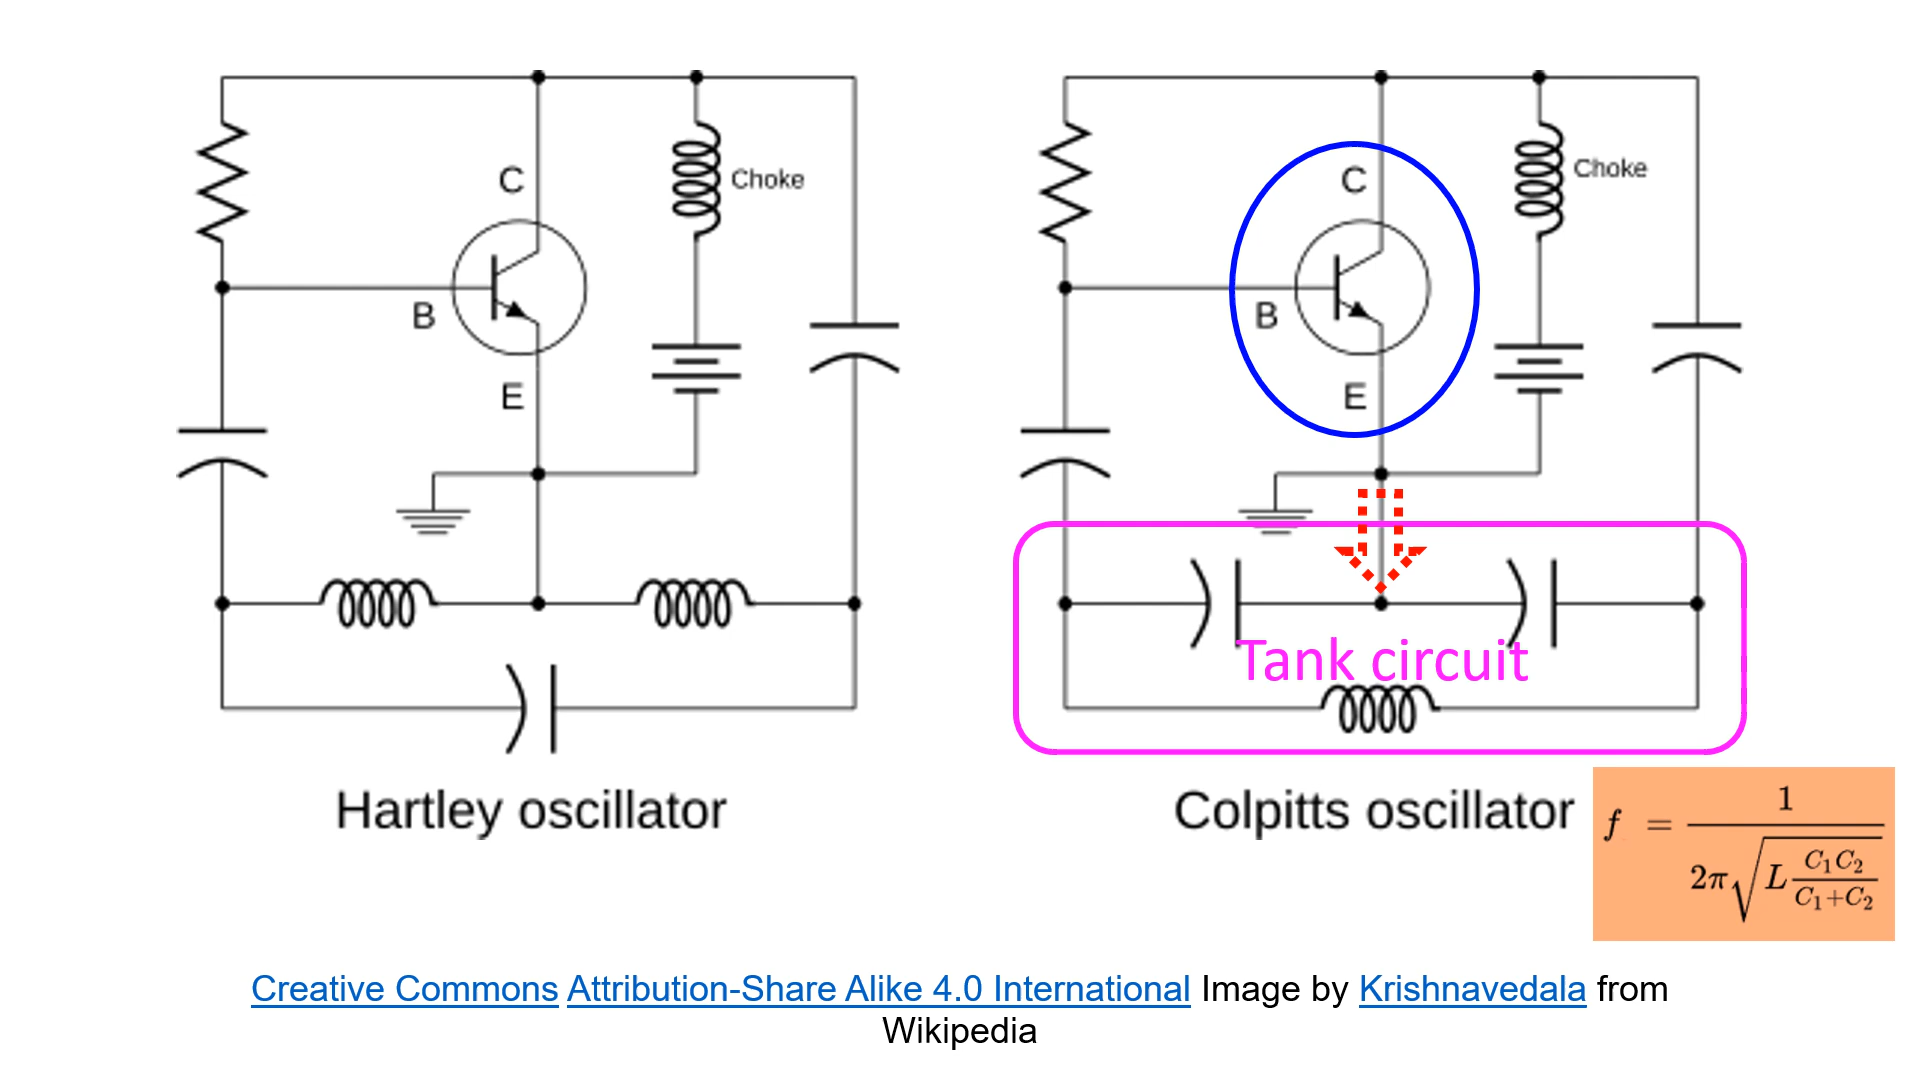 C
Choke
B
E
Hartley oscillator
C
Choke
B
E
Tank circuit
Colpitts oscillator
f = 1 / 2π√(L C₁C₂ / C₁+C₂)
Creative Commons Attribution-Share Alike 4.0 International Image by Krishnavedala from
Wikipedia